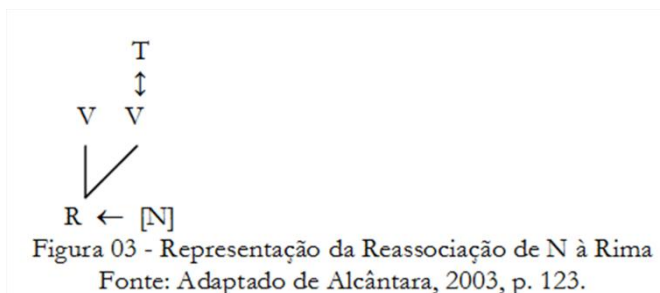 T
↕
V V
R ← [N]
Figura 03 - Representação da Reassociação de N à Rima
Fonte: Adaptado de Alcântara, 2003, p. 123.